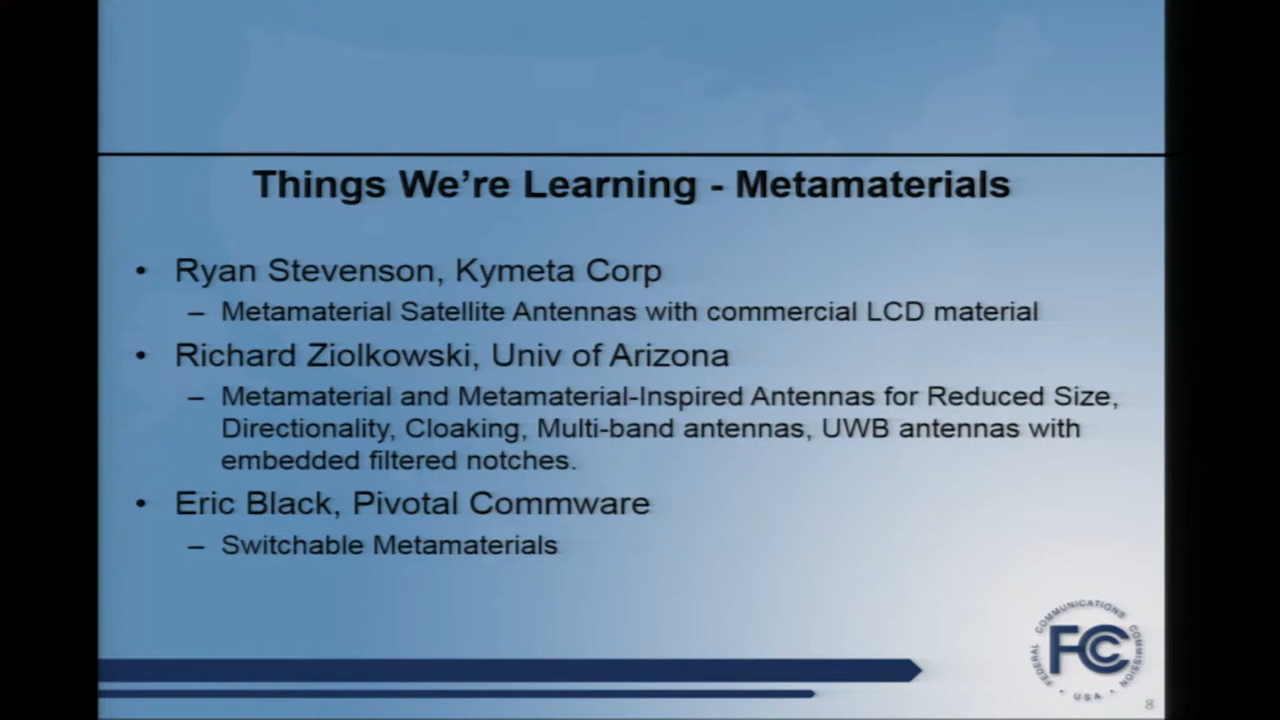 Things We're Learning - Metamaterials
• Ryan Stevenson, Kymeta Corp
– Metamaterial Satellite Antennas with commercial LCD material
• Richard Ziolkowski, Univ of Arizona
– Metamaterial and Metamaterial-Inspired Antennas for Reduced Size,
Directionality, Cloaking, Multi-band antennas, UWB antennas with
embedded filtered notches.
• Eric Black, Pivotal Commware
– Switchable Metamaterials
FEDERAL COMMUNICATIONS COMMISSION
FCC
• USA •
8